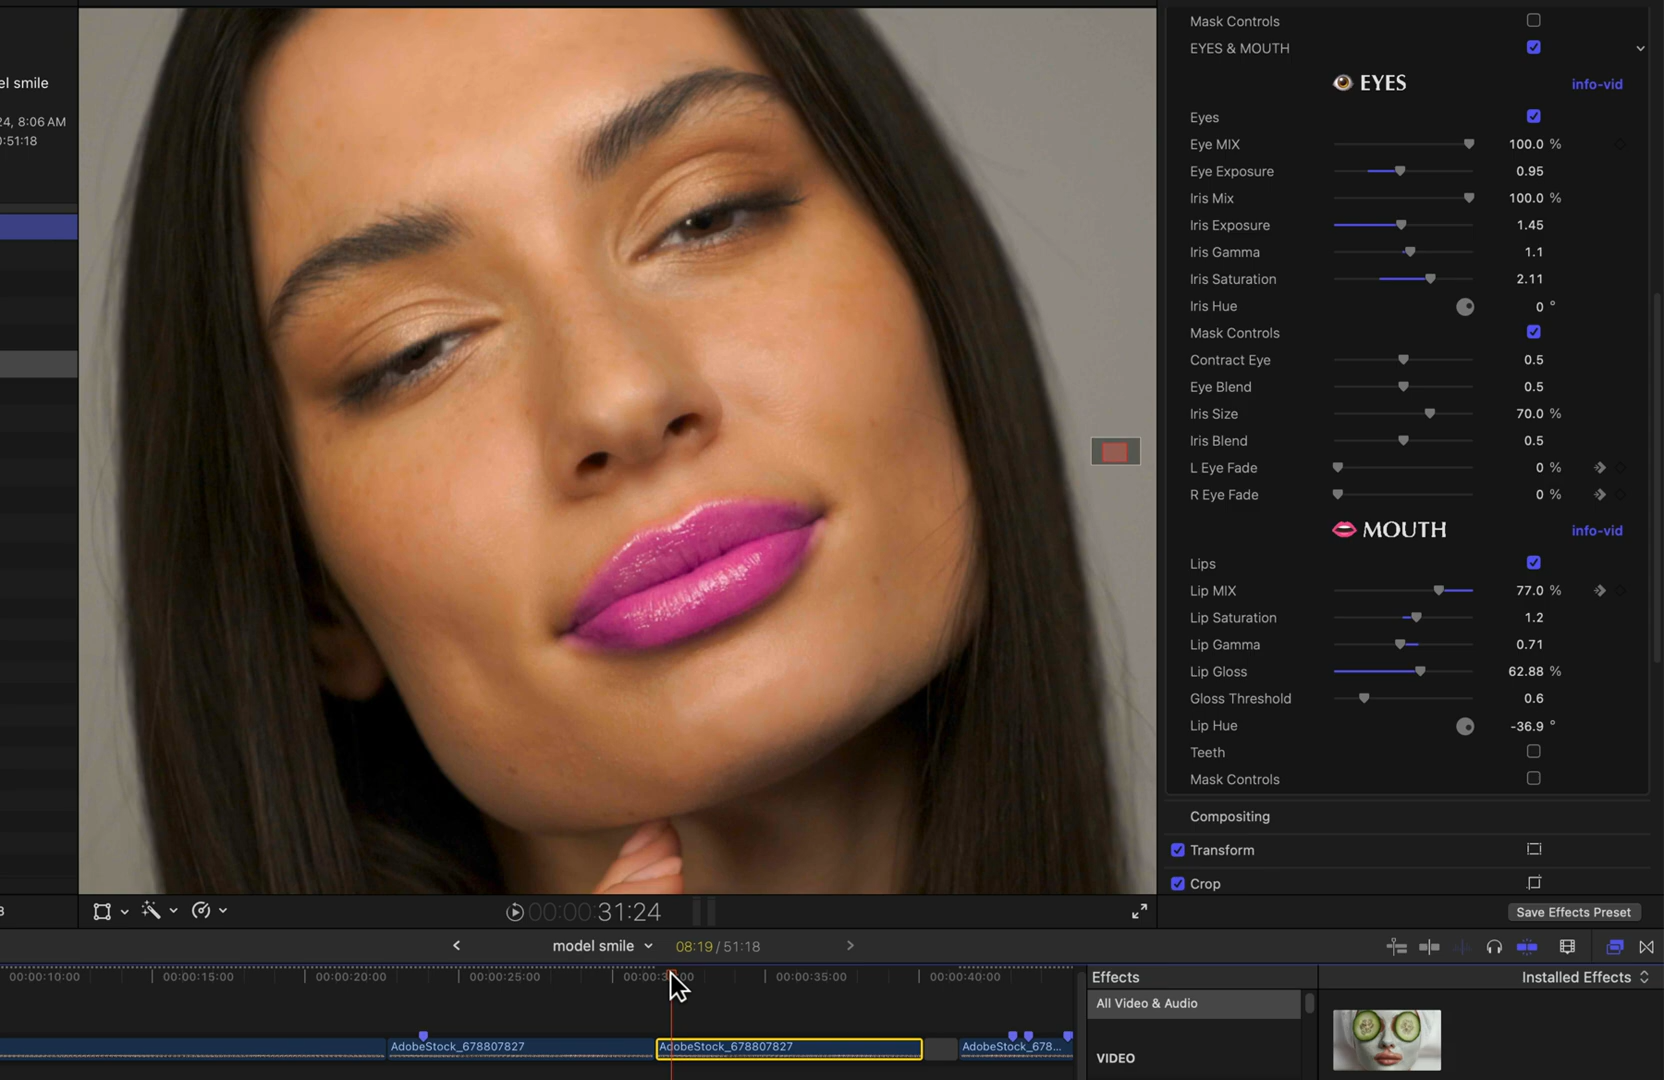 el smile
24, 8:06 AM
0:51:18
Mask Controls
EYES & MOUTH
EYES
info-vid
Eyes
Eye MIX 100.0 %
Eye Exposure 0.95
Iris Mix 100.0 %
Iris Exposure 1.45
Iris Gamma 1.1
Iris Saturation 2.11
Iris Hue 0 °
Mask Controls
Contract Eye 0.5
Eye Blend 0.5
Iris Size 70.0 %
Iris Blend 0.5
L Eye Fade 0 %
R Eye Fade 0 %
MOUTH
info-vid
Lips
Lip MIX 77.0 %
Lip Saturation 1.2
Lip Gamma 0.71
Lip Gloss 62.88 %
Gloss Threshold 0.6
Lip Hue -36.9 °
Teeth
Mask Controls
Compositing
Transform
Crop
Save Effects Preset
00:00:31:24
model smile 08:19 / 51:18
00:00:10:00 00:00:15:00 00:00:20:00 00:00:25:00 00:00:35:00 00:00:40:00
AdobeStock_678807827 AdobeStock_678807827 AdobeStock_678...
Effects
Installed Effects
All Video & Audio
VIDEO